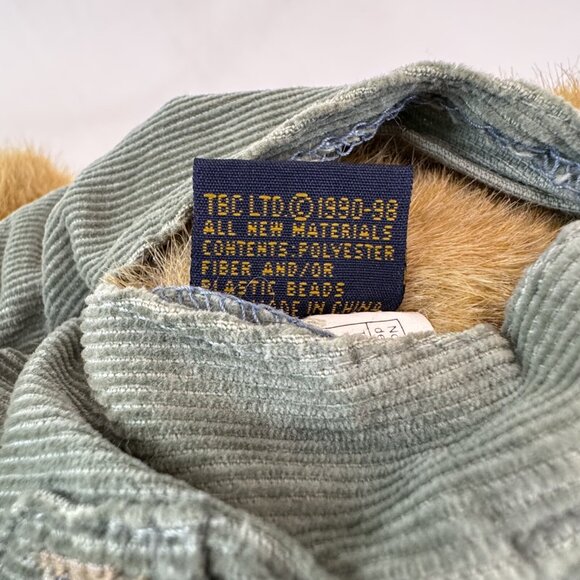 TBC LTD © 1990-98
ALL NEW MATERIALS
CONTENTS-POLYESTER
FIBER AND/OR
PLASTIC BEADS
MADE IN CHINA